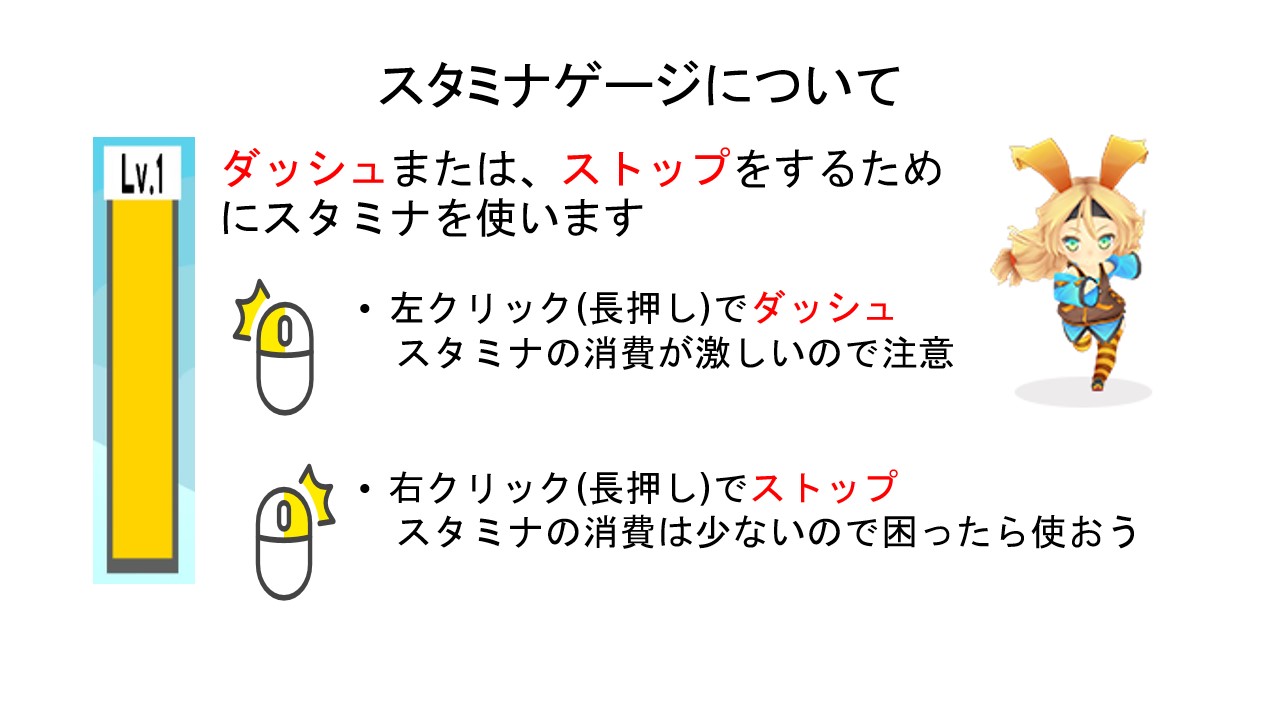 スタミナゲージについて
Lv.1
ダッシュまたは、ストップをするため
にスタミナを使います
• 左クリック(長押し)でダッシュ
スタミナの消費が激しいので注意
• 右クリック(長押し)でストップ
スタミナの消費は少ないので困ったら使おう